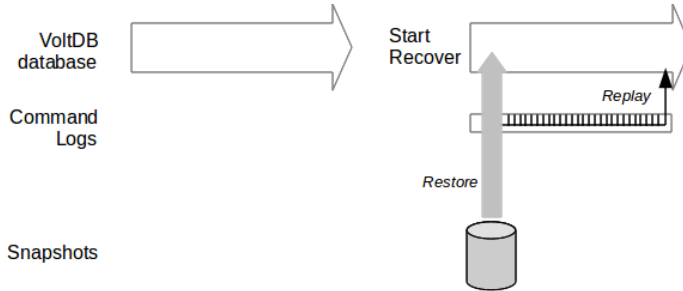 VoltDB
database
Start
Recover
Replay
Command
Logs
Restore
Snapshots